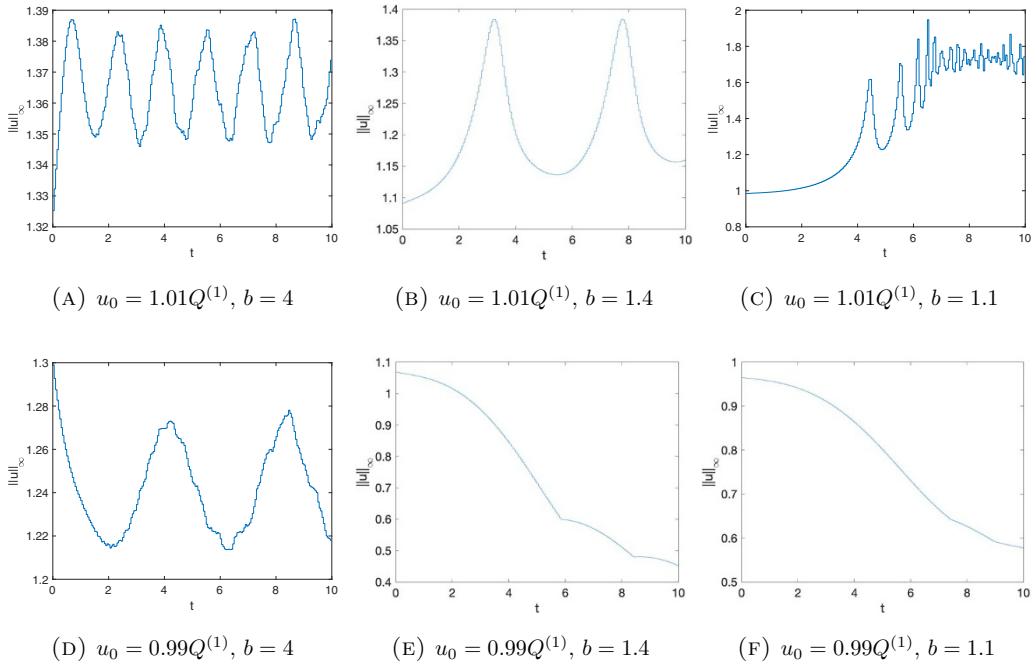 1.39
1.38
1.37
1.36
1.35
1.34
1.33
1.32
||u||∞
0 2 4 6 8 10
t
(A) u₀ = 1.01Q⁽¹⁾, b = 4
1.4
1.35
1.3
1.25
1.2
1.15
1.1
1.05
||u||∞
0 2 4 6 8 10
t
(B) u₀ = 1.01Q⁽¹⁾, b = 1.4
2
1.8
1.6
1.4
1.2
1
0.8
||u||∞
0 2 4 6 8 10
t
(C) u₀ = 1.01Q⁽¹⁾, b = 1.1
1.3
1.28
1.26
1.24
1.22
1.2
||u||∞
0 2 4 6 8 10
t
(D) u₀ = 0.99Q⁽¹⁾, b = 4
1.1
1
0.9
0.8
0.7
0.6
0.5
0.4
||u||∞
0 2 4 6 8 10
t
(E) u₀ = 0.99Q⁽¹⁾, b = 1.4
1
0.9
0.8
0.7
0.6
0.5
||u||∞
0 2 4 6 8 10
t
(F) u₀ = 0.99Q⁽¹⁾, b = 1.1